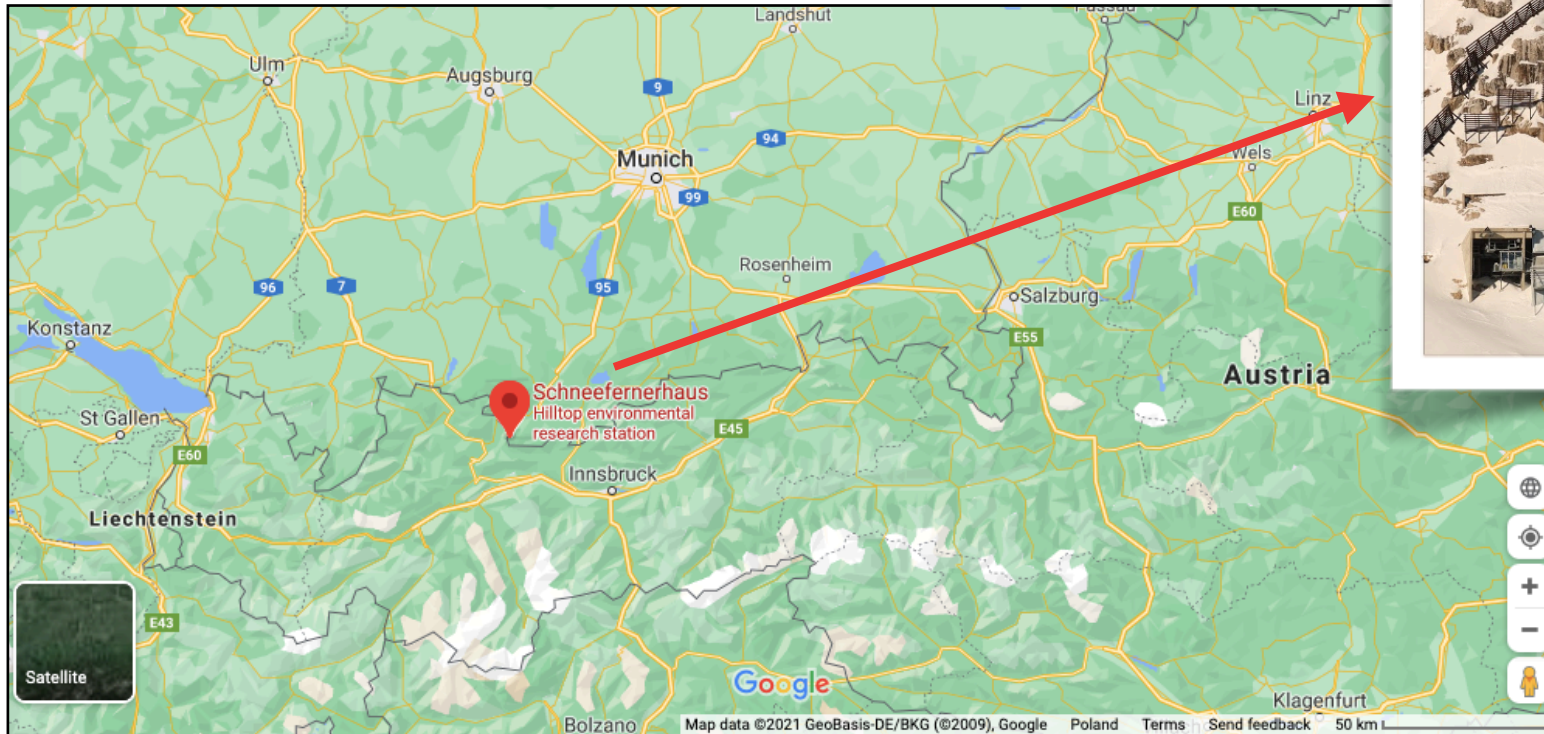 Landshut
Passau
Ulm
Augsburg
9
Linz
94
Munich
Wels
99
E60
Rosenheim
96
7
95
Salzburg
Konstanz
E55
Austria
Schneefernerhaus
Hilltop environmental
research station
St Gallen
E45
E60
Innsbruck
Liechtenstein
E43
Satellite
Google
Klagenfurt
Bolzano
Map data ©2021 GeoBasis-DE/BKG (©2009), Google Poland Terms Send feedback 50 km